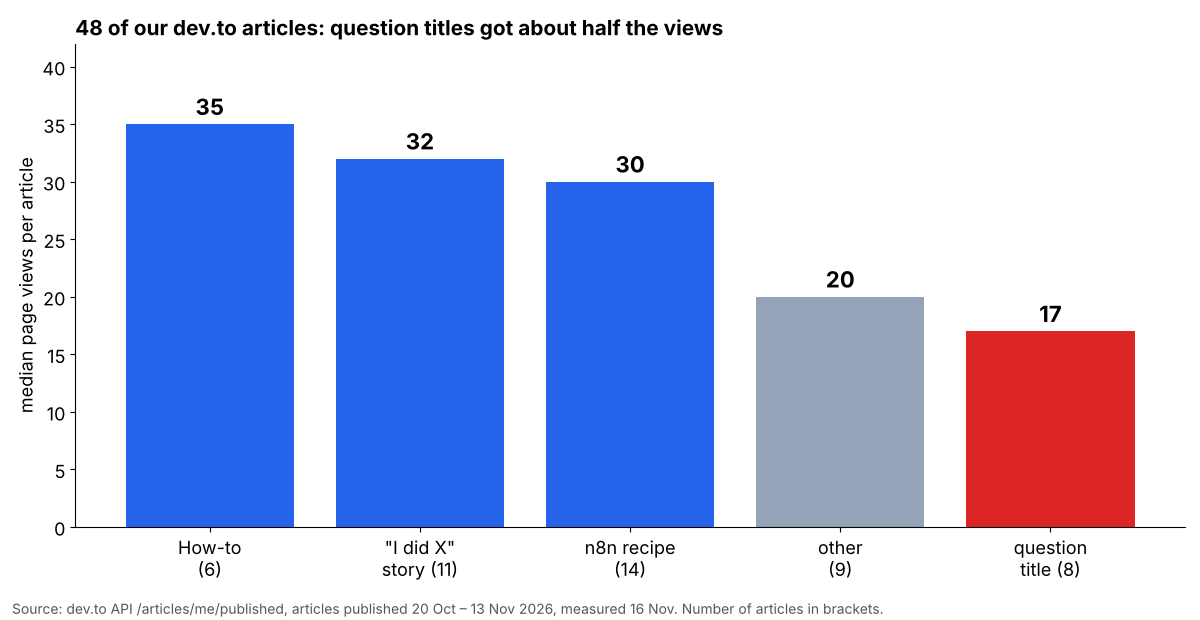 48 of our dev.to articles: question titles got about half the views
median page views per article
40
35
30
25
20
15
10
5
0
35
32
30
20
17
How-to
(6)
"I did X"
story (11)
n8n recipe
(14)
other
(9)
question
title (8)
Source: dev.to API /articles/me/published, articles published 20 Oct – 13 Nov 2026, measured 16 Nov. Number of articles in brackets.